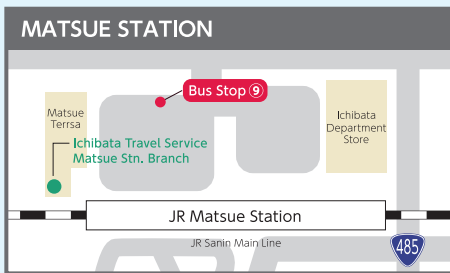 MATSUE STATION
Bus Stop ⑨
Matsue
Terrsa
Ichibata Travel Service
Matsue Stn. Branch
Ichibata
Department
Store
JR Matsue Station
JR Sanin Main Line
485